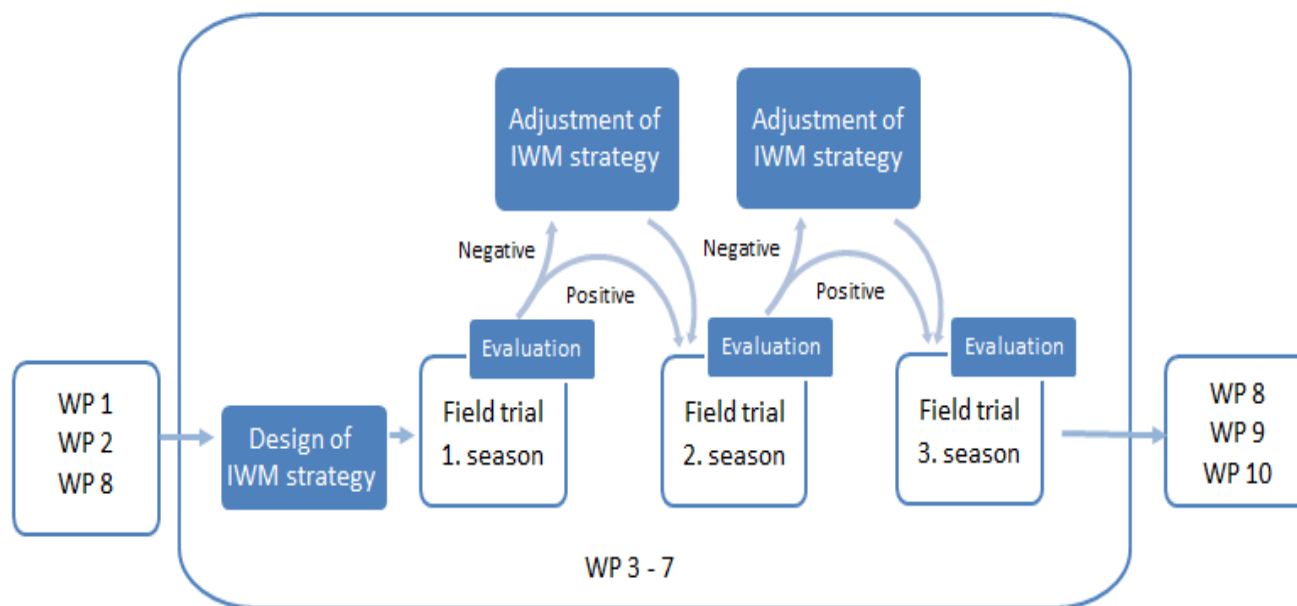 WP 1
WP 2
WP 8
Design of
IWM strategy
Evaluation
Field trial
1. season
Negative
Positive
Adjustment of
IWM strategy
Evaluation
Field trial
2. season
Negative
Positive
Adjustment of
IWM strategy
Evaluation
Field trial
3. season
WP 8
WP 9
WP 10
WP 3 - 7